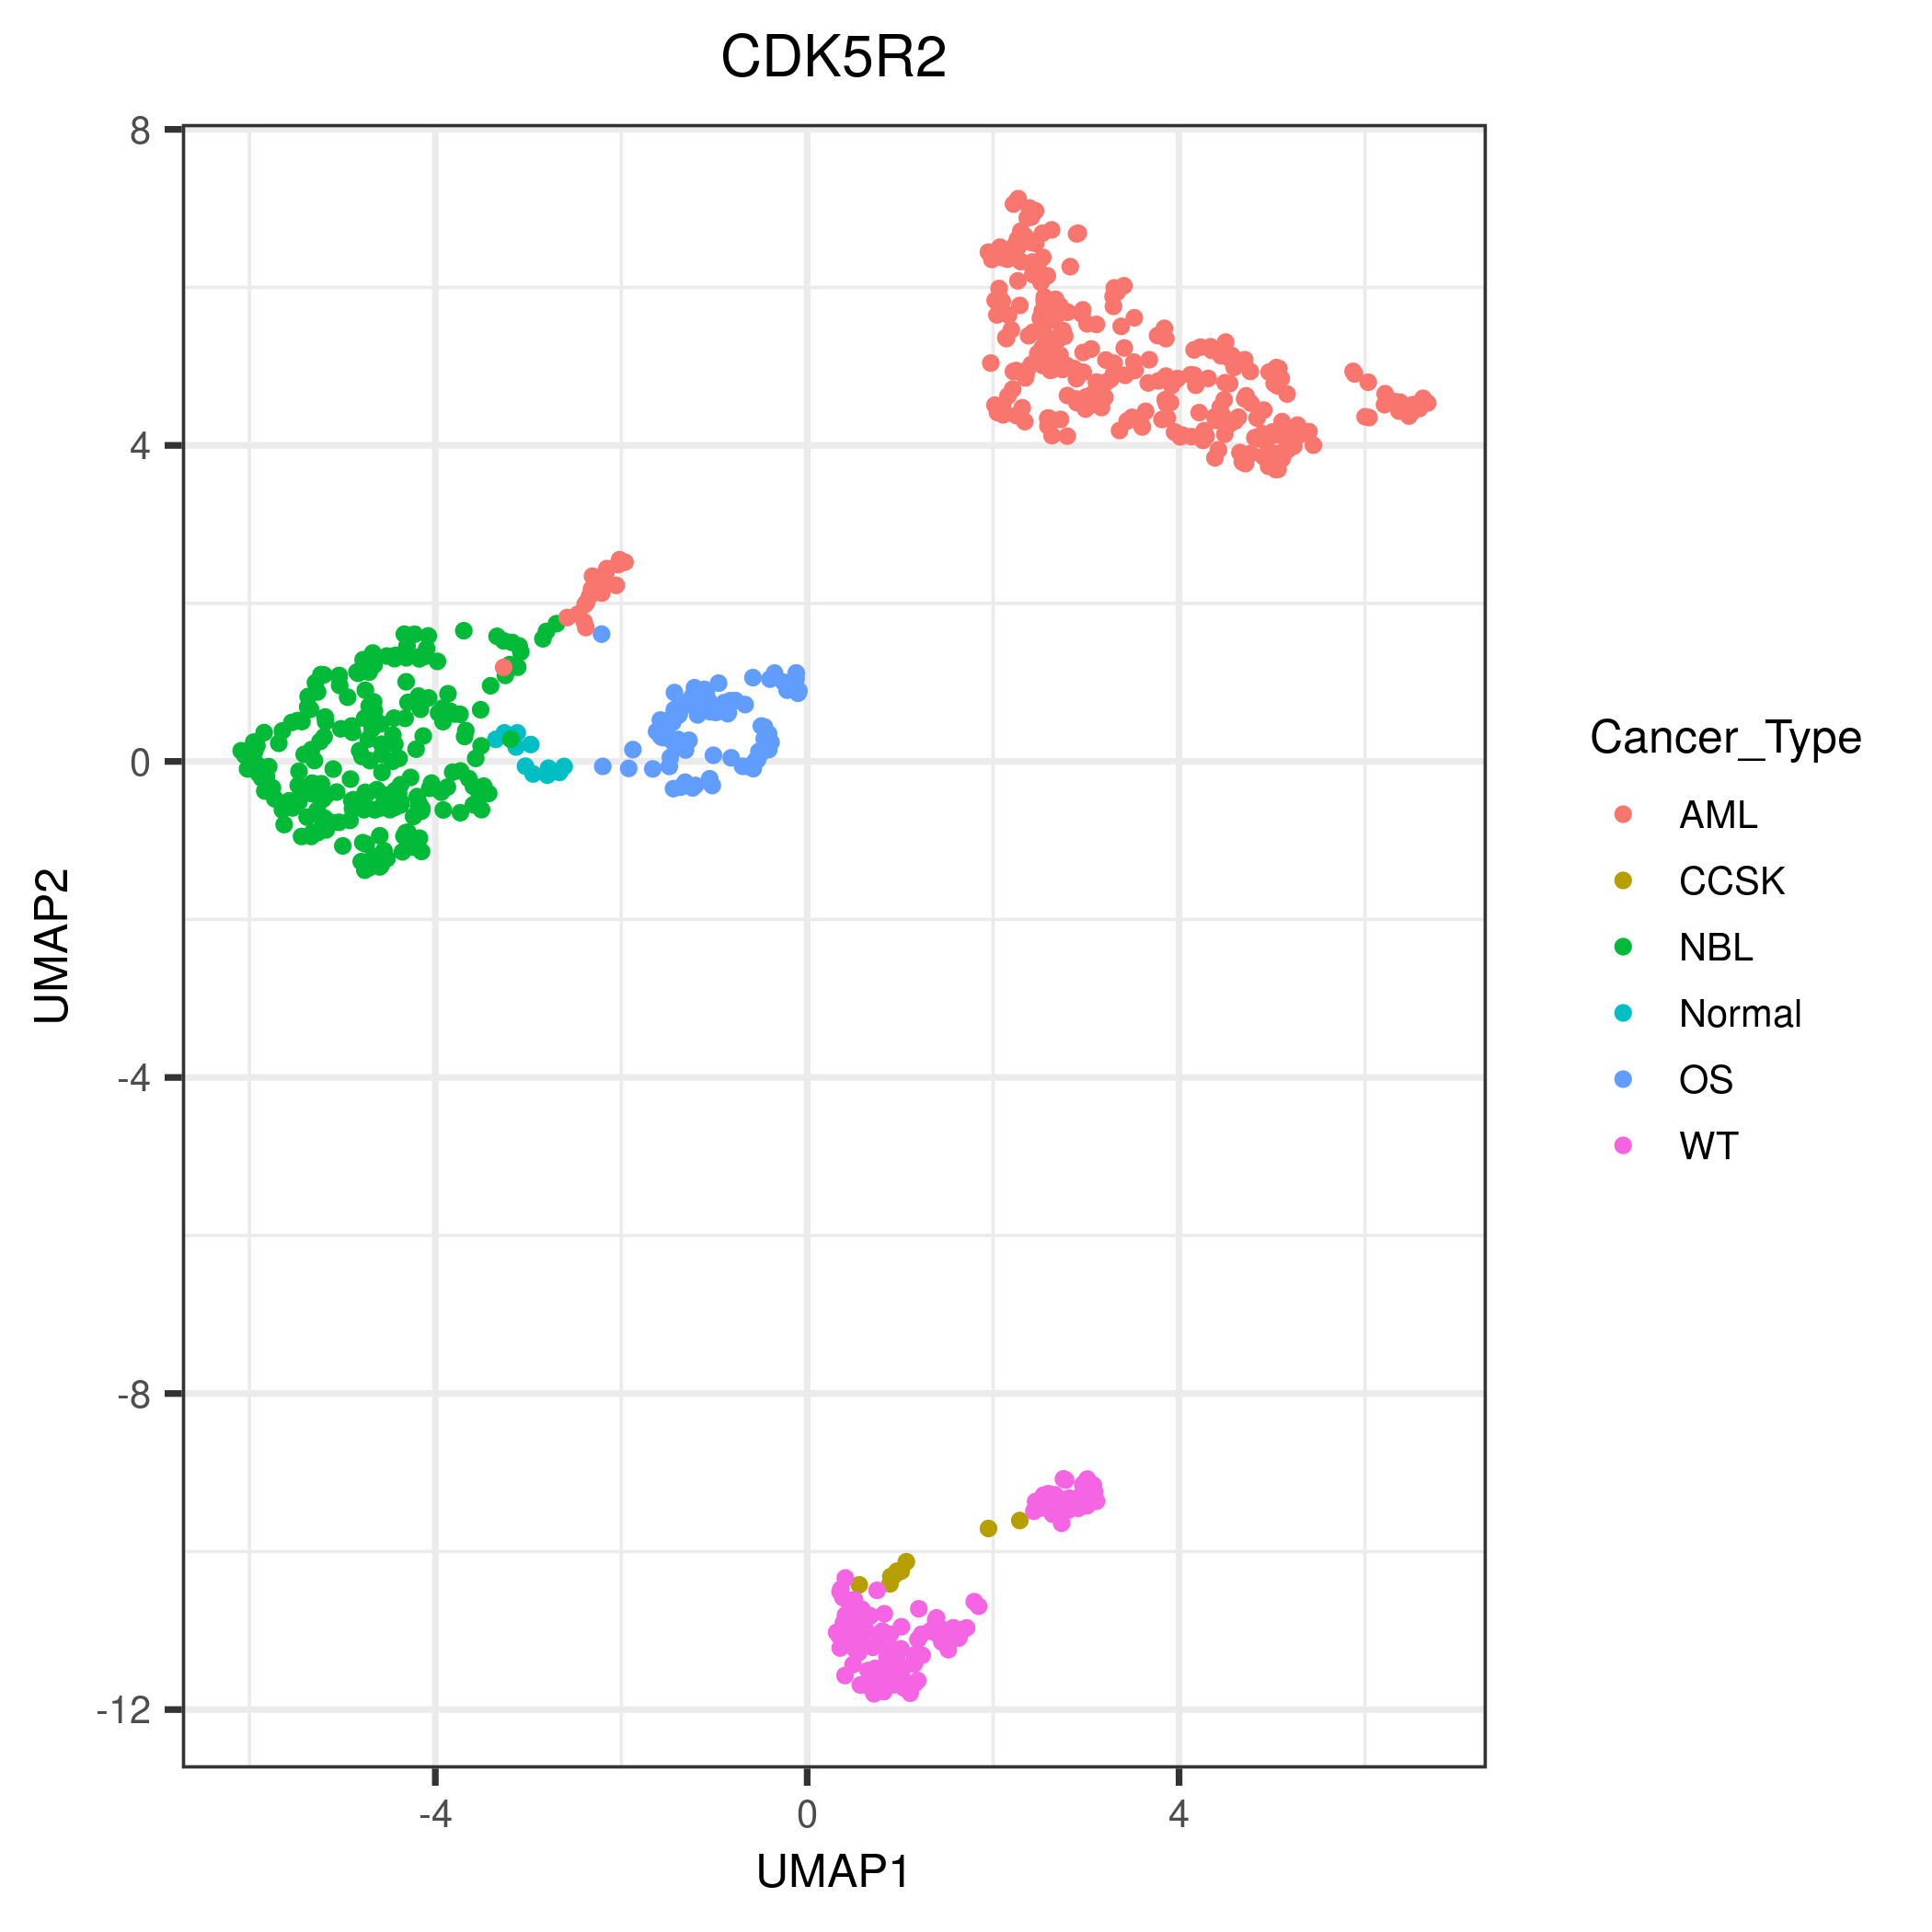 CDK5R2
8
4
0
-4
-8
-12
UMAP2
-4
0
4
UMAP1
Cancer_Type
AML
CCSK
NBL
Normal
OS
WT